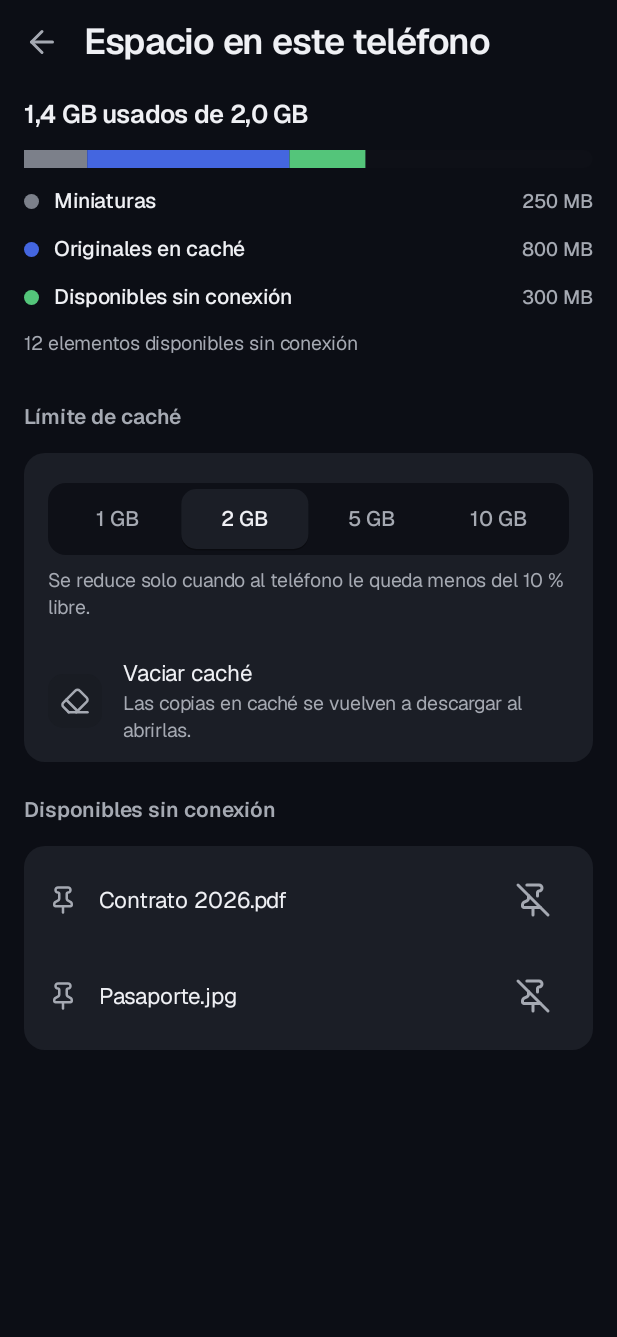 Espacio en este teléfono
1,4 GB usados de 2,0 GB
Miniaturas 250 MB
Originales en caché 800 MB
Disponibles sin conexión 300 MB
12 elementos disponibles sin conexión
Límite de caché
1 GB 2 GB 5 GB 10 GB
Se reduce solo cuando al teléfono le queda menos del 10 %
libre.
Vaciar caché
Las copias en caché se vuelven a descargar al
abrirlas.
Disponibles sin conexión
Contrato 2026.pdf
Pasaporte.jpg